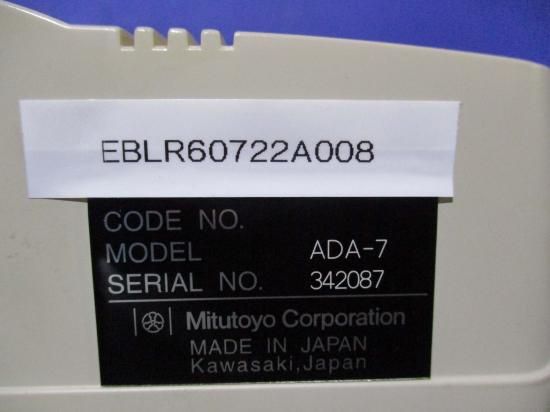 EBLR60722A008
CODE NO.
MODEL ADA-7
SERIAL NO. 342087
Mitutoyo Corporation
MADE IN JAPAN
Kawasaki,Japan